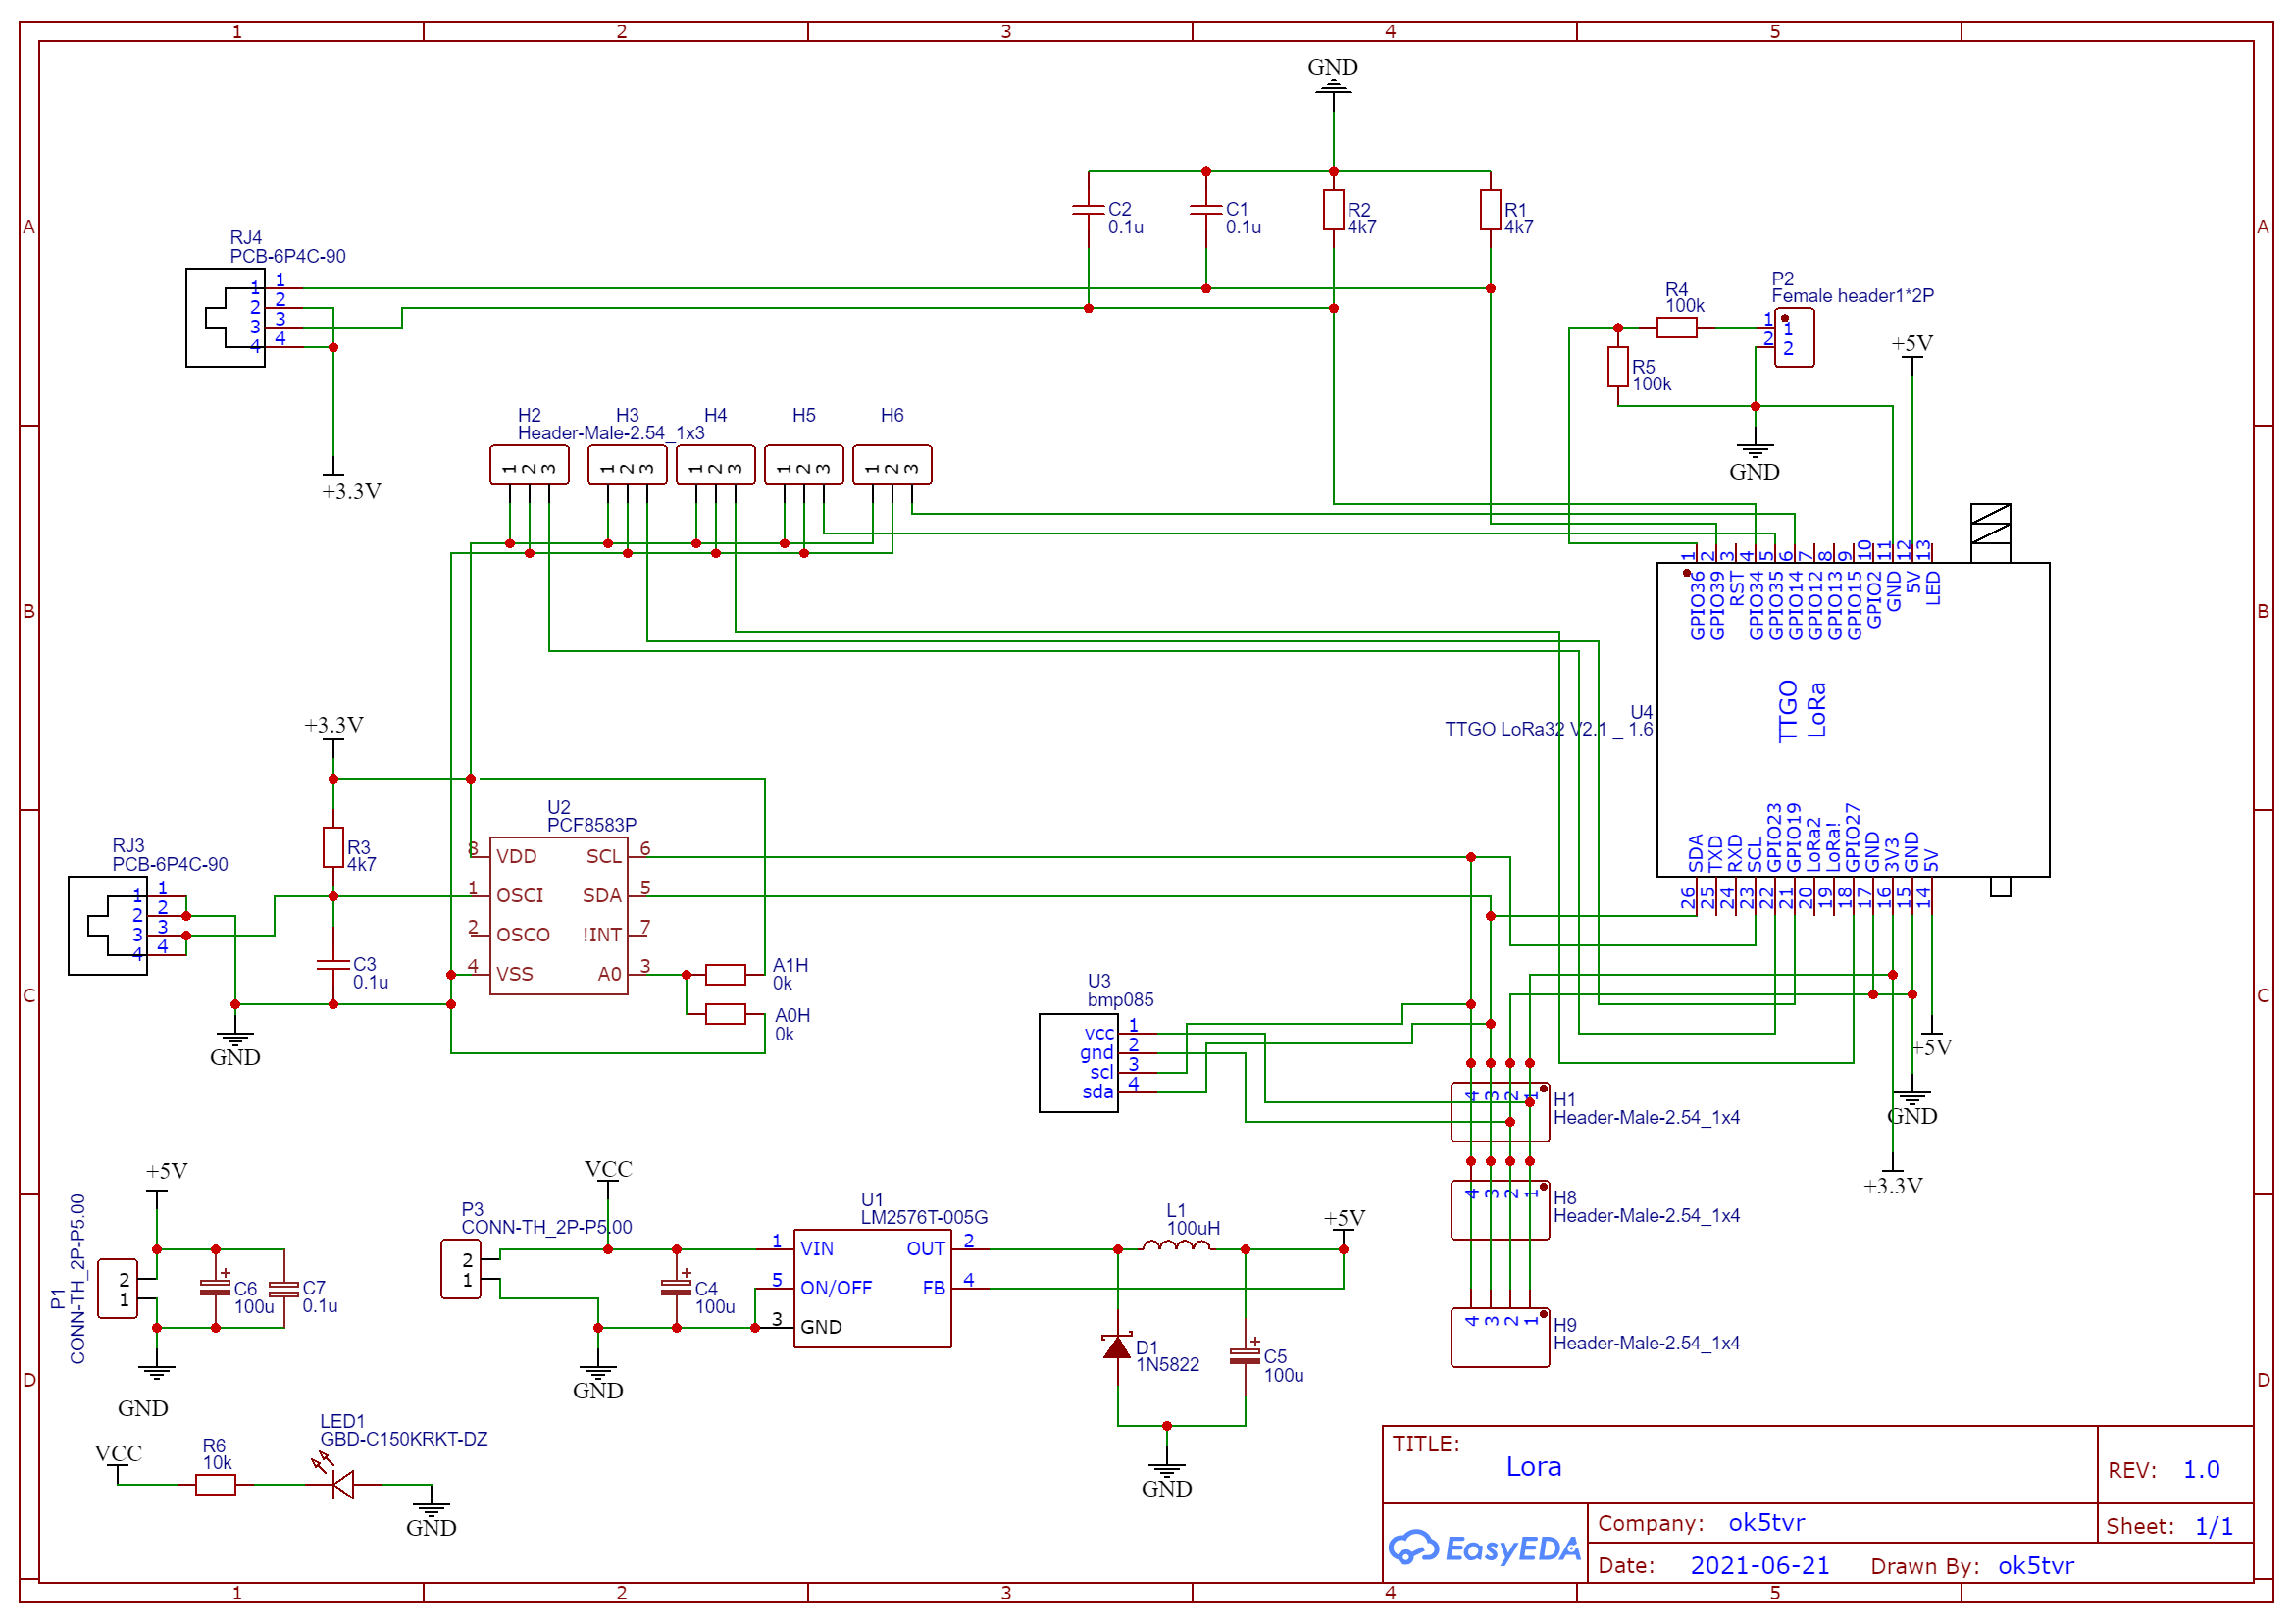 1 2 3 4 5
A
B
C
D
A
B
C
D
GND
C2
0.1u
C1
0.1u
R2
4k7
R1
4k7
RJ4
PCB-6P4C-90
1 1
2 2
3 3
4 4
+3.3V
R4
100k
R5
100k
P2
Female header1*2P
1 1
2 2
+5V
GND
H2 H3 H4 H5 H6
Header-Male-2.54_1x3
1 2 3
1 2 3
1 2 3
1 2 3
1 2 3
1 2 3 4 5 6 7 8 9 10 11 12 13
GPIO36
GPIO39
RST
GPIO34
GPIO35
GPIO14
GPIO12
GPIO13
GPIO15
GPIO2
GND
5V
LED
TTGO
LoRa
U4
TTGO LoRa32 V2.1 _ 1.6
SDA
TXD
RXD
SCL
GPIO23
GPIO19
LoRa2
LoRa!
GPIO27
GND
3V3
GND
5V
26 25 24 23 22 21 20 19 18 17 16 15 14
+5V
GND
+3.3V
+3.3V
R3
4k7
C3
0.1u
RJ3
PCB-6P4C-90
1 1
2 2
3 3
4 4
GND
U2
PCF8583P
8 VDD SCL 6
1 OSCI SDA 5
2 OSCO !INT 7
4 VSS A0 3
A1H
0k
A0H
0k
U3
bmp085
vcc 1
gnd 2
scl 3
sda 4
4 3 2 1
H1
Header-Male-2.54_1x4
4 3 2 1
H8
Header-Male-2.54_1x4
4 3 2 1
H9
Header-Male-2.54_1x4
+5V
P1
CONN-TH_2P-P5.00
2
1
C6
100u
C7
0.1u
GND
VCC
P3
CONN-TH_2P-P5.00
2
1
C4
100u
GND
U1
LM2576T-005G
1 VIN OUT 2
5 ON/OFF FB 4
3 GND
L1
100uH
+5V
D1
1N5822
C5
100u
GND
VCC
R6
10k
LED1
GBD-C150KRKT-DZ
GND
TITLE:
Lora
REV: 1.0
EasyEDA
Company: ok5tvr
Sheet: 1/1
Date: 2021-06-21 Drawn By: ok5tvr
1 2 3 4 5